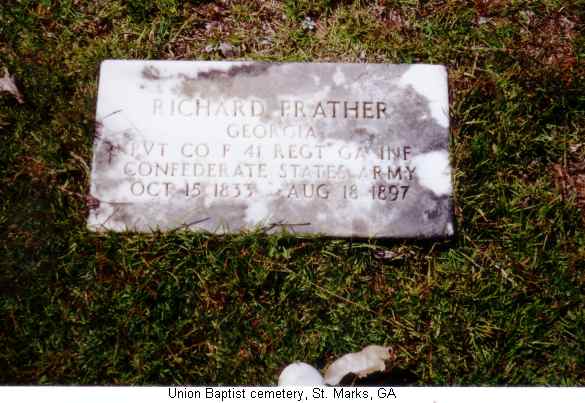 RICHARD PRATHER
GEORGIA
PVT CO F 41 REGT GA INF
CONFEDERATE STATES ARMY
OCT 15 1833 AUG 18 1897
Union Baptist cemetery, St. Marks, GA